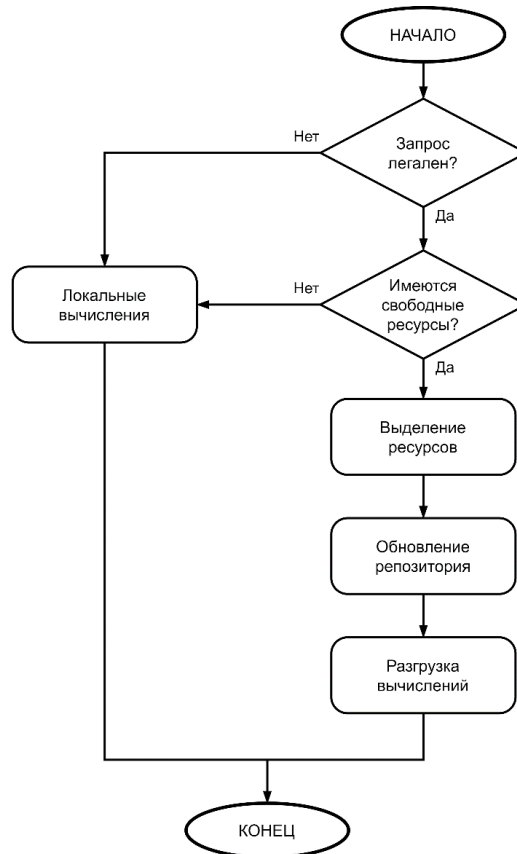 НАЧАЛО
Запрос
легален?
Нет
Да
Имеются
свободные
ресурсы?
Нет
Локальные
вычисления
Да
Выделение
ресурсов
Обновление
репозитория
Разгрузка
вычислений
КОНЕЦ